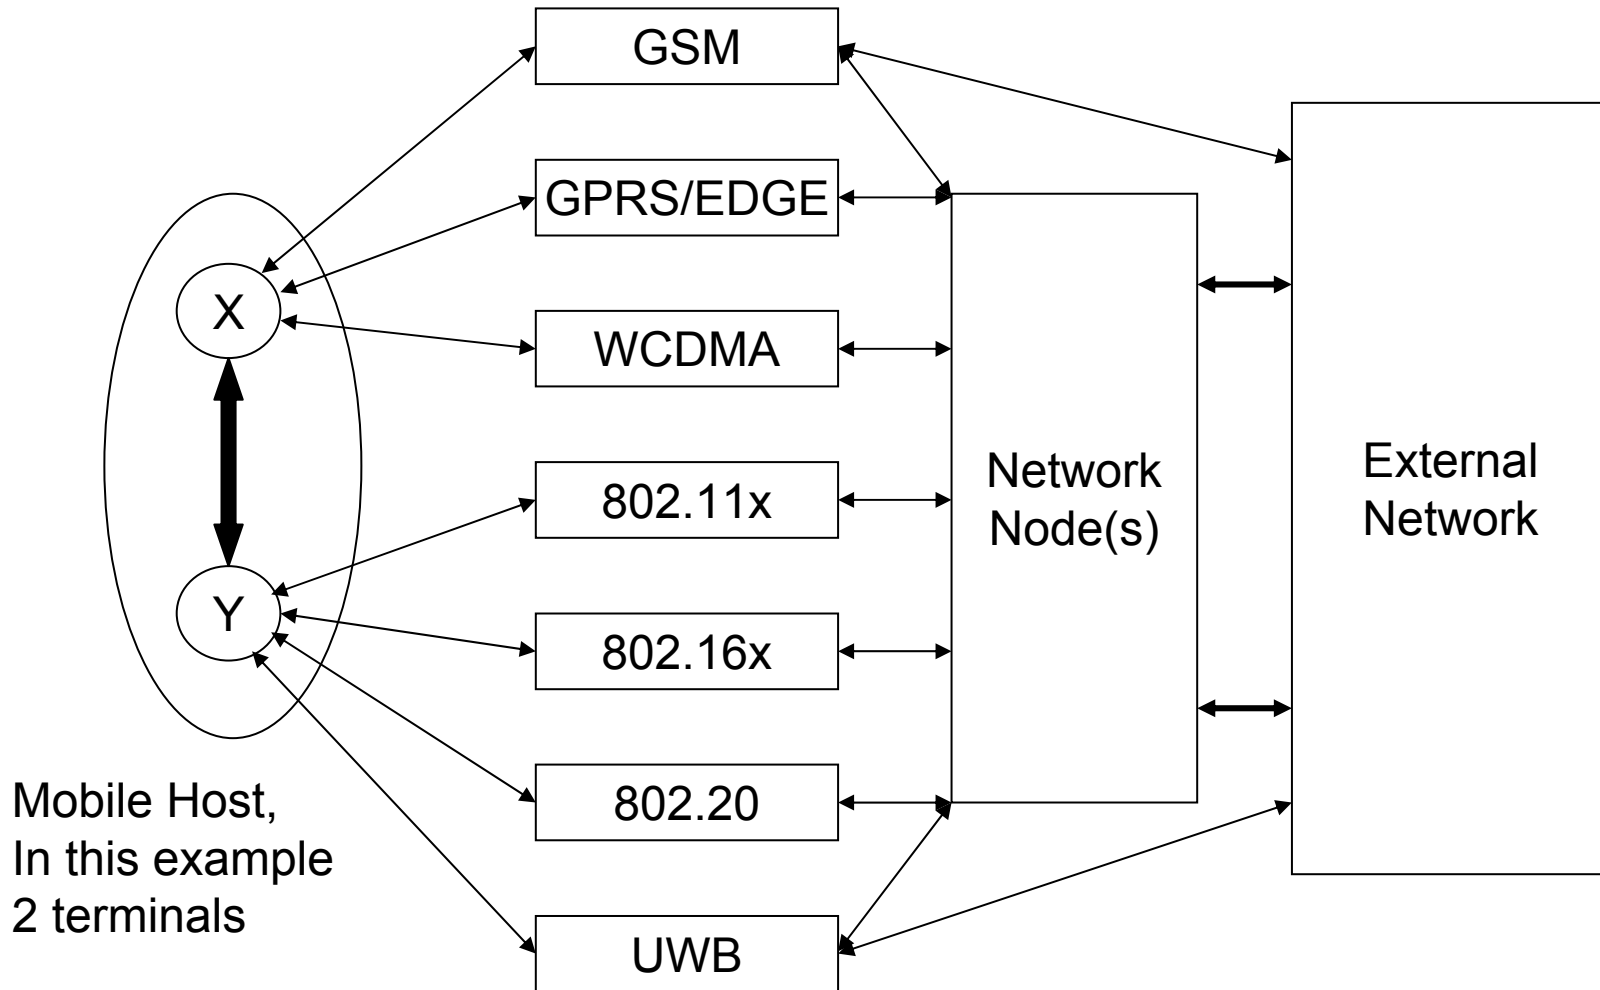 GSM
GPRS/EDGE
X
WCDMA
802.11x
Network
Node(s)
External
Network
Y
802.16x
802.20
Mobile Host,
In this example
2 terminals
UWB